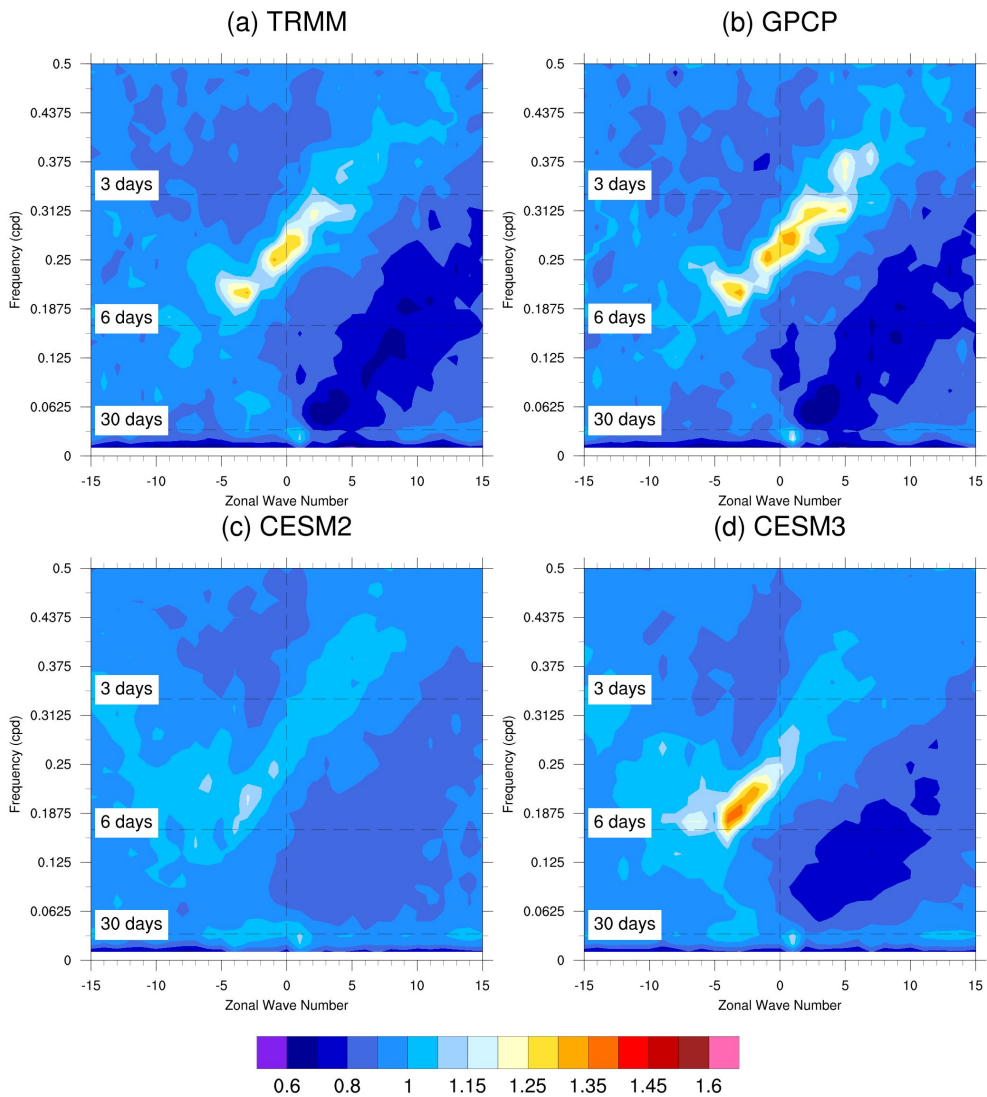 (a) TRMM
(b) GPCP
0.5
0.4375
0.375
3 days
0.3125
0.25
0.1875
6 days
0.125
0.0625
30 days
0
Frequency (cpd)
-15 -10 -5 0 5 10 15
Zonal Wave Number
0.5
0.4375
0.375
3 days
0.3125
0.25
0.1875
6 days
0.125
0.0625
30 days
0
Frequency (cpd)
-15 -10 -5 0 5 10 15
Zonal Wave Number
(c) CESM2
(d) CESM3
0.5
0.4375
0.375
3 days
0.3125
0.25
0.1875
6 days
0.125
0.0625
30 days
0
Frequency (cpd)
-15 -10 -5 0 5 10 15
Zonal Wave Number
0.5
0.4375
0.375
3 days
0.3125
0.25
0.1875
6 days
0.125
0.0625
30 days
0
Frequency (cpd)
-15 -10 -5 0 5 10 15
Zonal Wave Number
0.6 0.8 1 1.15 1.25 1.35 1.45 1.6